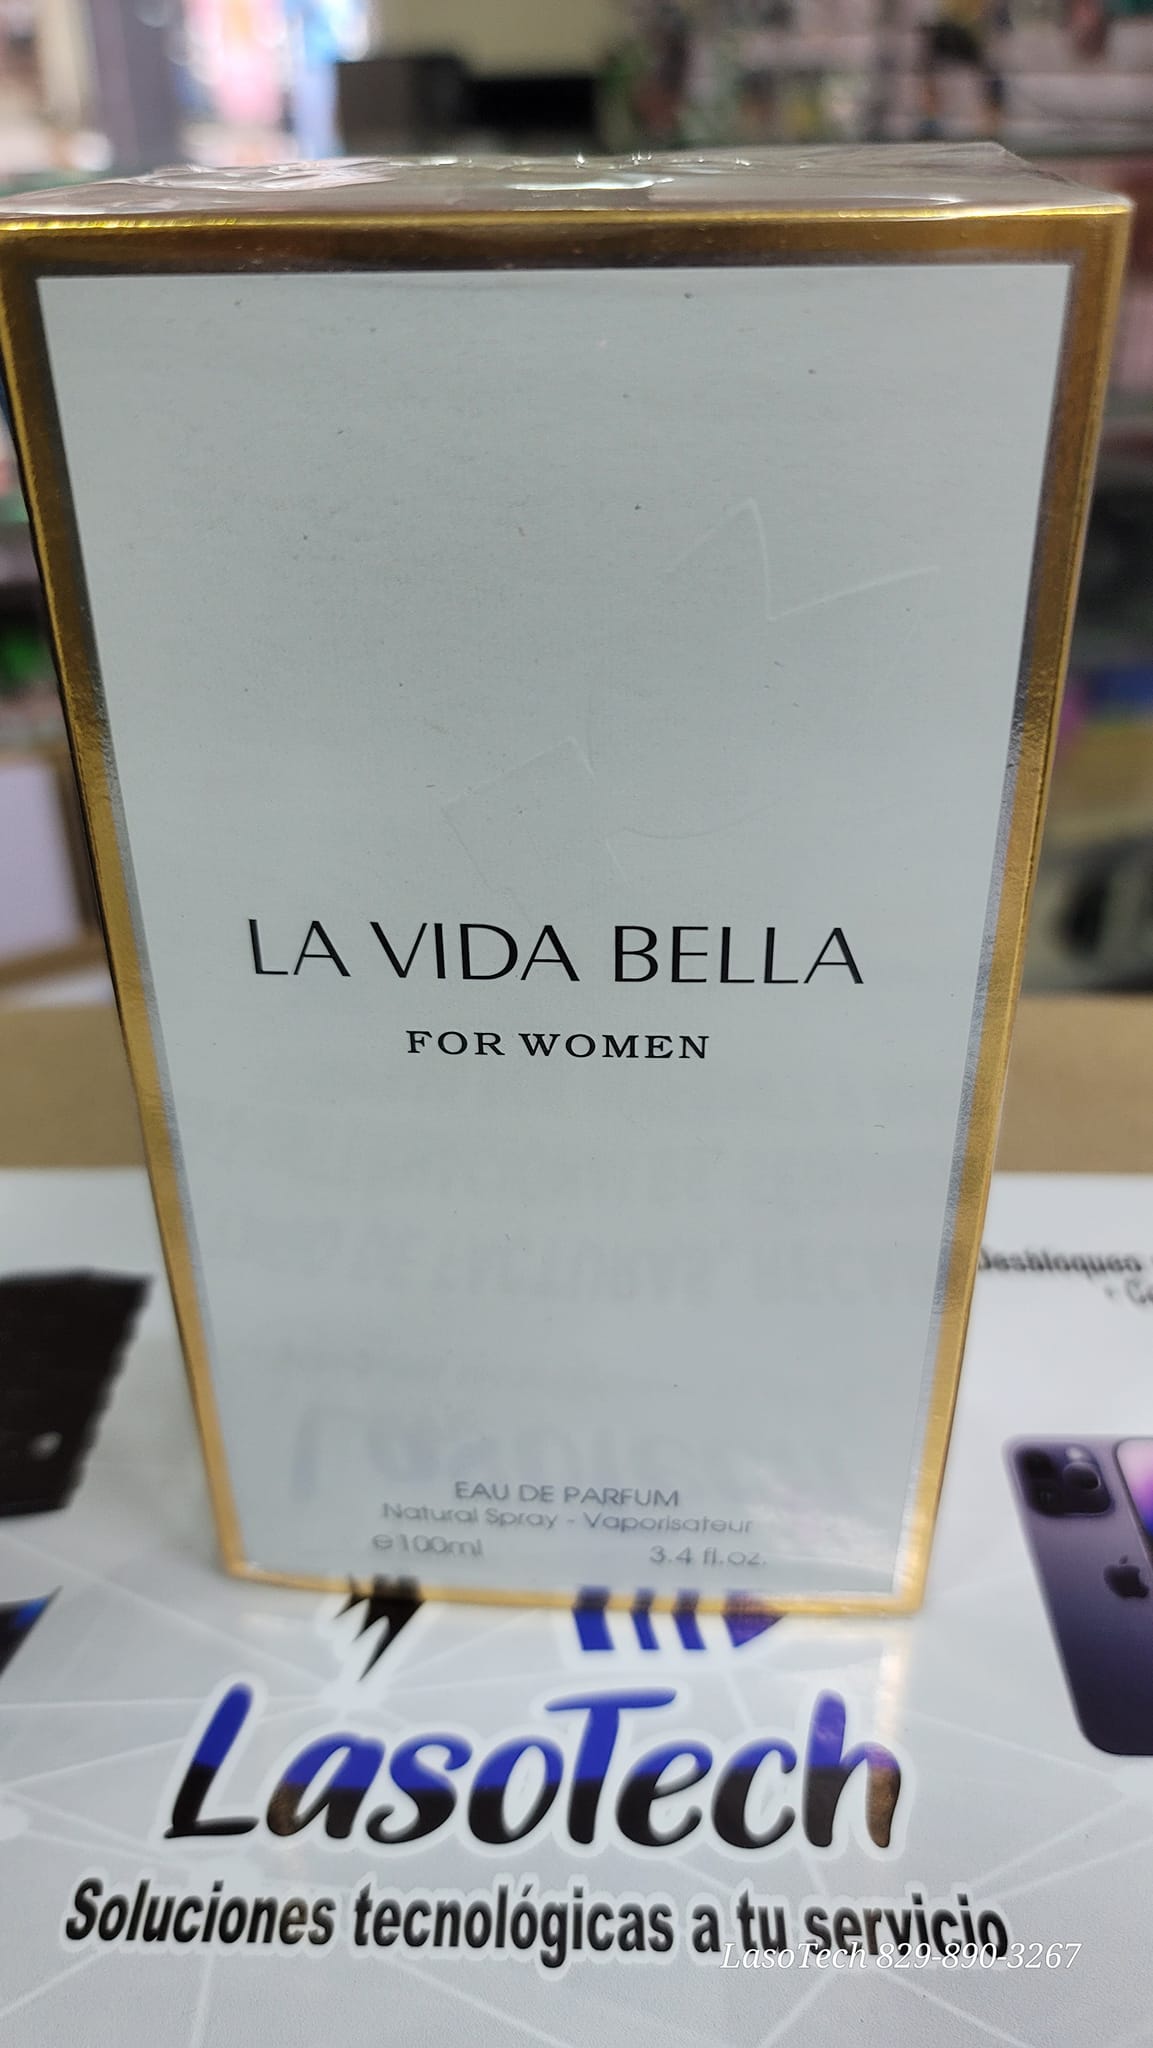 LA VIDA BELLA
FOR WOMEN
EAU DE PARFUM
Natural Spray - Vaporisateur
℮100ml 3.4 fl.oz.
Desbloqueo
LasoTech
Soluciones tecnológicas a tu servicio
LasoTech 829-890-3267